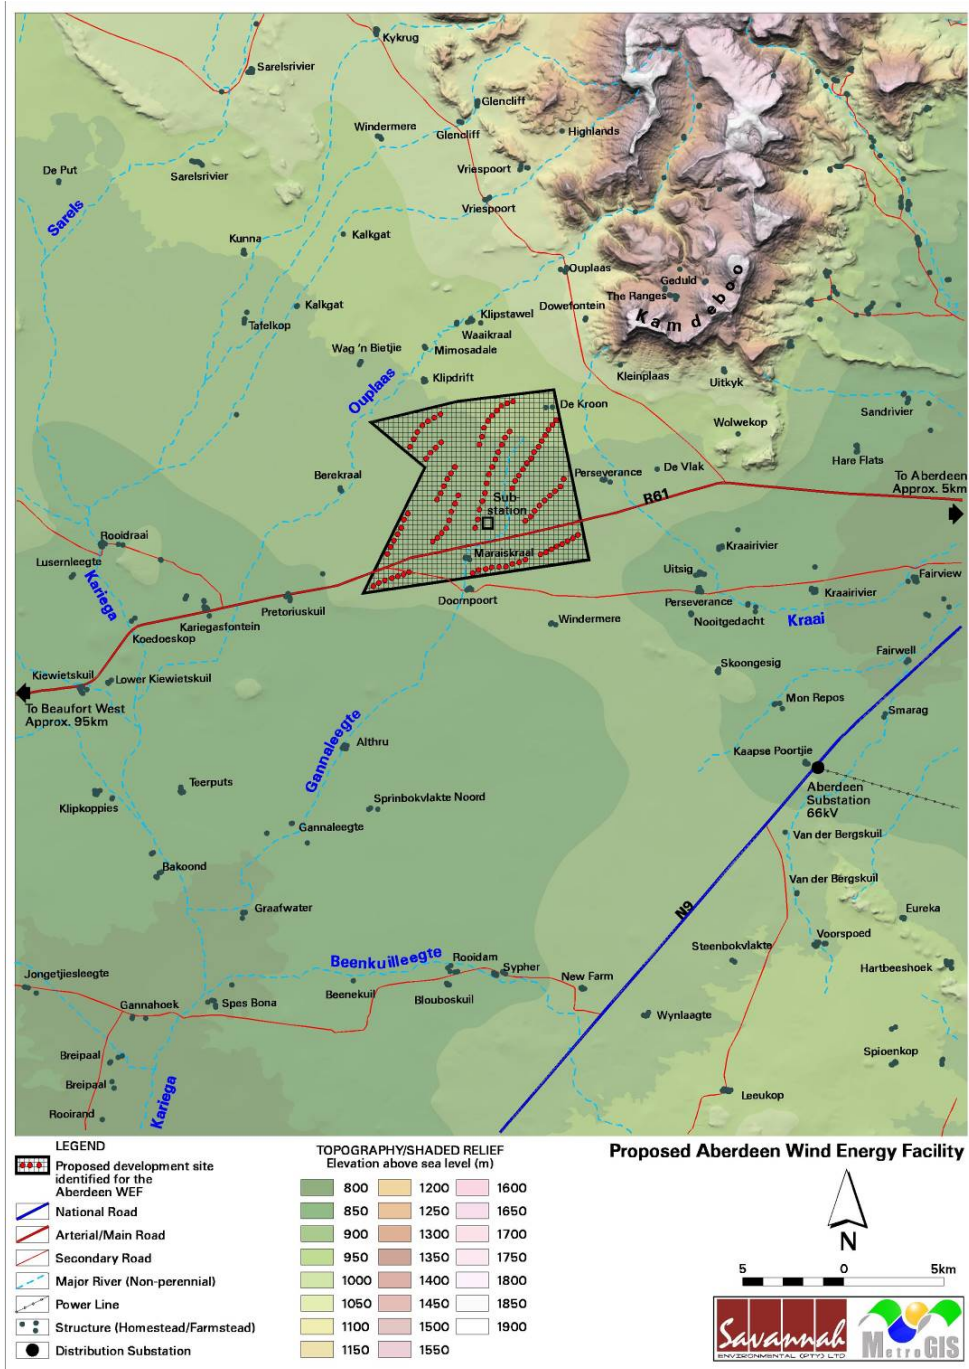 Kykrug
Sarelsrivier
Glencliff
Windermere
Glencliff
Highlands
De Put
Sarelsrivier
Vriespoort
Sarels
Vriespoort
Kunna
Kalkgat
Ouplaas
Geduld
The Ranges
Kamdeboo
Kalkgat
Dowefontein
Tafelkop
Klipstawel
Waaikraal
Wag 'n Bietjie
Mimosadale
Ouplaas
Klipdrift
Kleinplaas
Uitkyk
De Kroon
Sandrivier
Wolwekop
Hare Flats
Berekraal
Perseverance
De Vlak
To Aberdeen
Approx. 5km
R61
Sub-
station
Rooidraai
Maraiskraal
Kraairivier
Lusernleegte
Uitsig
Fairview
Kariega
Pretoriuskuil
Doornpoort
Perseverance
Kraairivier
Kariegasfontein
Koedoeskop
Windermere
Nooitgedacht
Kraai
Kiewietskuil
Lower Kiewietskuil
Skoongesig
Fairwell
To Beaufort West
Approx. 95km
Mon Repos
Smarag
Gannaleegte
Althru
Kaapse Poortjie
Aberdeen
Substation
66kV
Teerputs
Klipkoppies
Sprinbokvlakte Noord
Gannaleegte
Van der Bergskuil
Bakoond
Van der Bergskuil
Graafwater
N9
Eureka
Voorspoed
Steenbokvlakte
Beenkuilleegte
Rooidam
Sypher
New Farm
Hartbeeshoek
Jongetjiesleegte
Gannahoek
Spes Bona
Beenekuil
Blouboskuil
Wynlaagte
Breipaal
Spioenkop
Breipaal
Kariega
Rooirand
Leeukop
LEGEND
Proposed development site
identified for the
Aberdeen WEF
National Road
Arterial/Main Road
Secondary Road
Major River (Non-perennial)
Power Line
Structure (Homestead/Farmstead)
Distribution Substation
TOPOGRAPHY/SHADED RELIEF
Elevation above sea level (m)
800 1200 1600
850 1250 1650
900 1300 1700
950 1350 1750
1000 1400 1800
1050 1450 1850
1100 1500 1900
1150 1550
Proposed Aberdeen Wind Energy Facility
N
5 0 5km
Savannah
ENVIRONMENTAL (PTY) LTD
MetroGIS